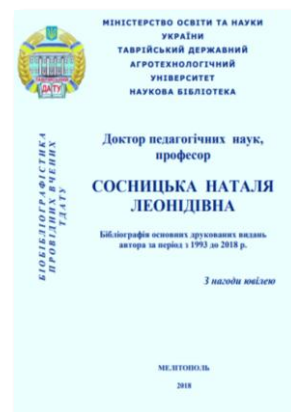 МІНІСТЕРСТВО ОСВІТИ ТА НАУКИ
УКРАЇНИ
ТАВРІЙСЬКИЙ ДЕРЖАВНИЙ
АГРОТЕХНОЛОГІЧНИЙ
УНІВЕРСИТЕТ
НАУКОВА БІБЛІОТЕКА
ТДАТУ
БІОБІБЛІОГРАФІСТИКА
ПРОВІДНИХ ВЧЕНИХ
ТДАТУ
Доктор педагогічних наук,
професор
СОСНИЦЬКА НАТАЛЯ
ЛЕОНІДІВНА
Бібліографія основних друкованих видань
автора за період з 1993 до 2018 р.
З нагоди ювілею
МЕЛІТОПОЛЬ
2018